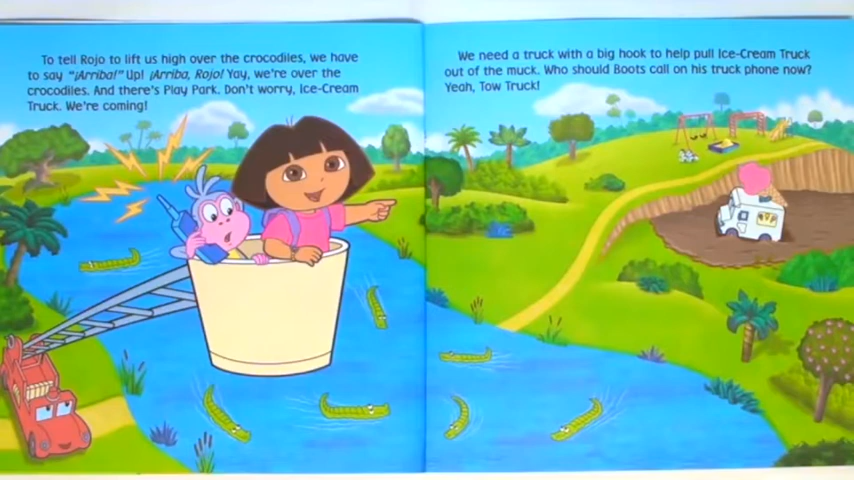 To tell Rojo to lift us high over the crocodiles, we have
to say “¡Arriba!” Up! ¡Arriba, Rojo! Yay, we're over the
crocodiles. And there's Play Park. Don't worry, Ice-Cream
Truck. We're coming!
We need a truck with a big hook to help pull Ice-Cream Truck
out of the muck. Who should Boots call on his truck phone now?
Yeah, Tow Truck!